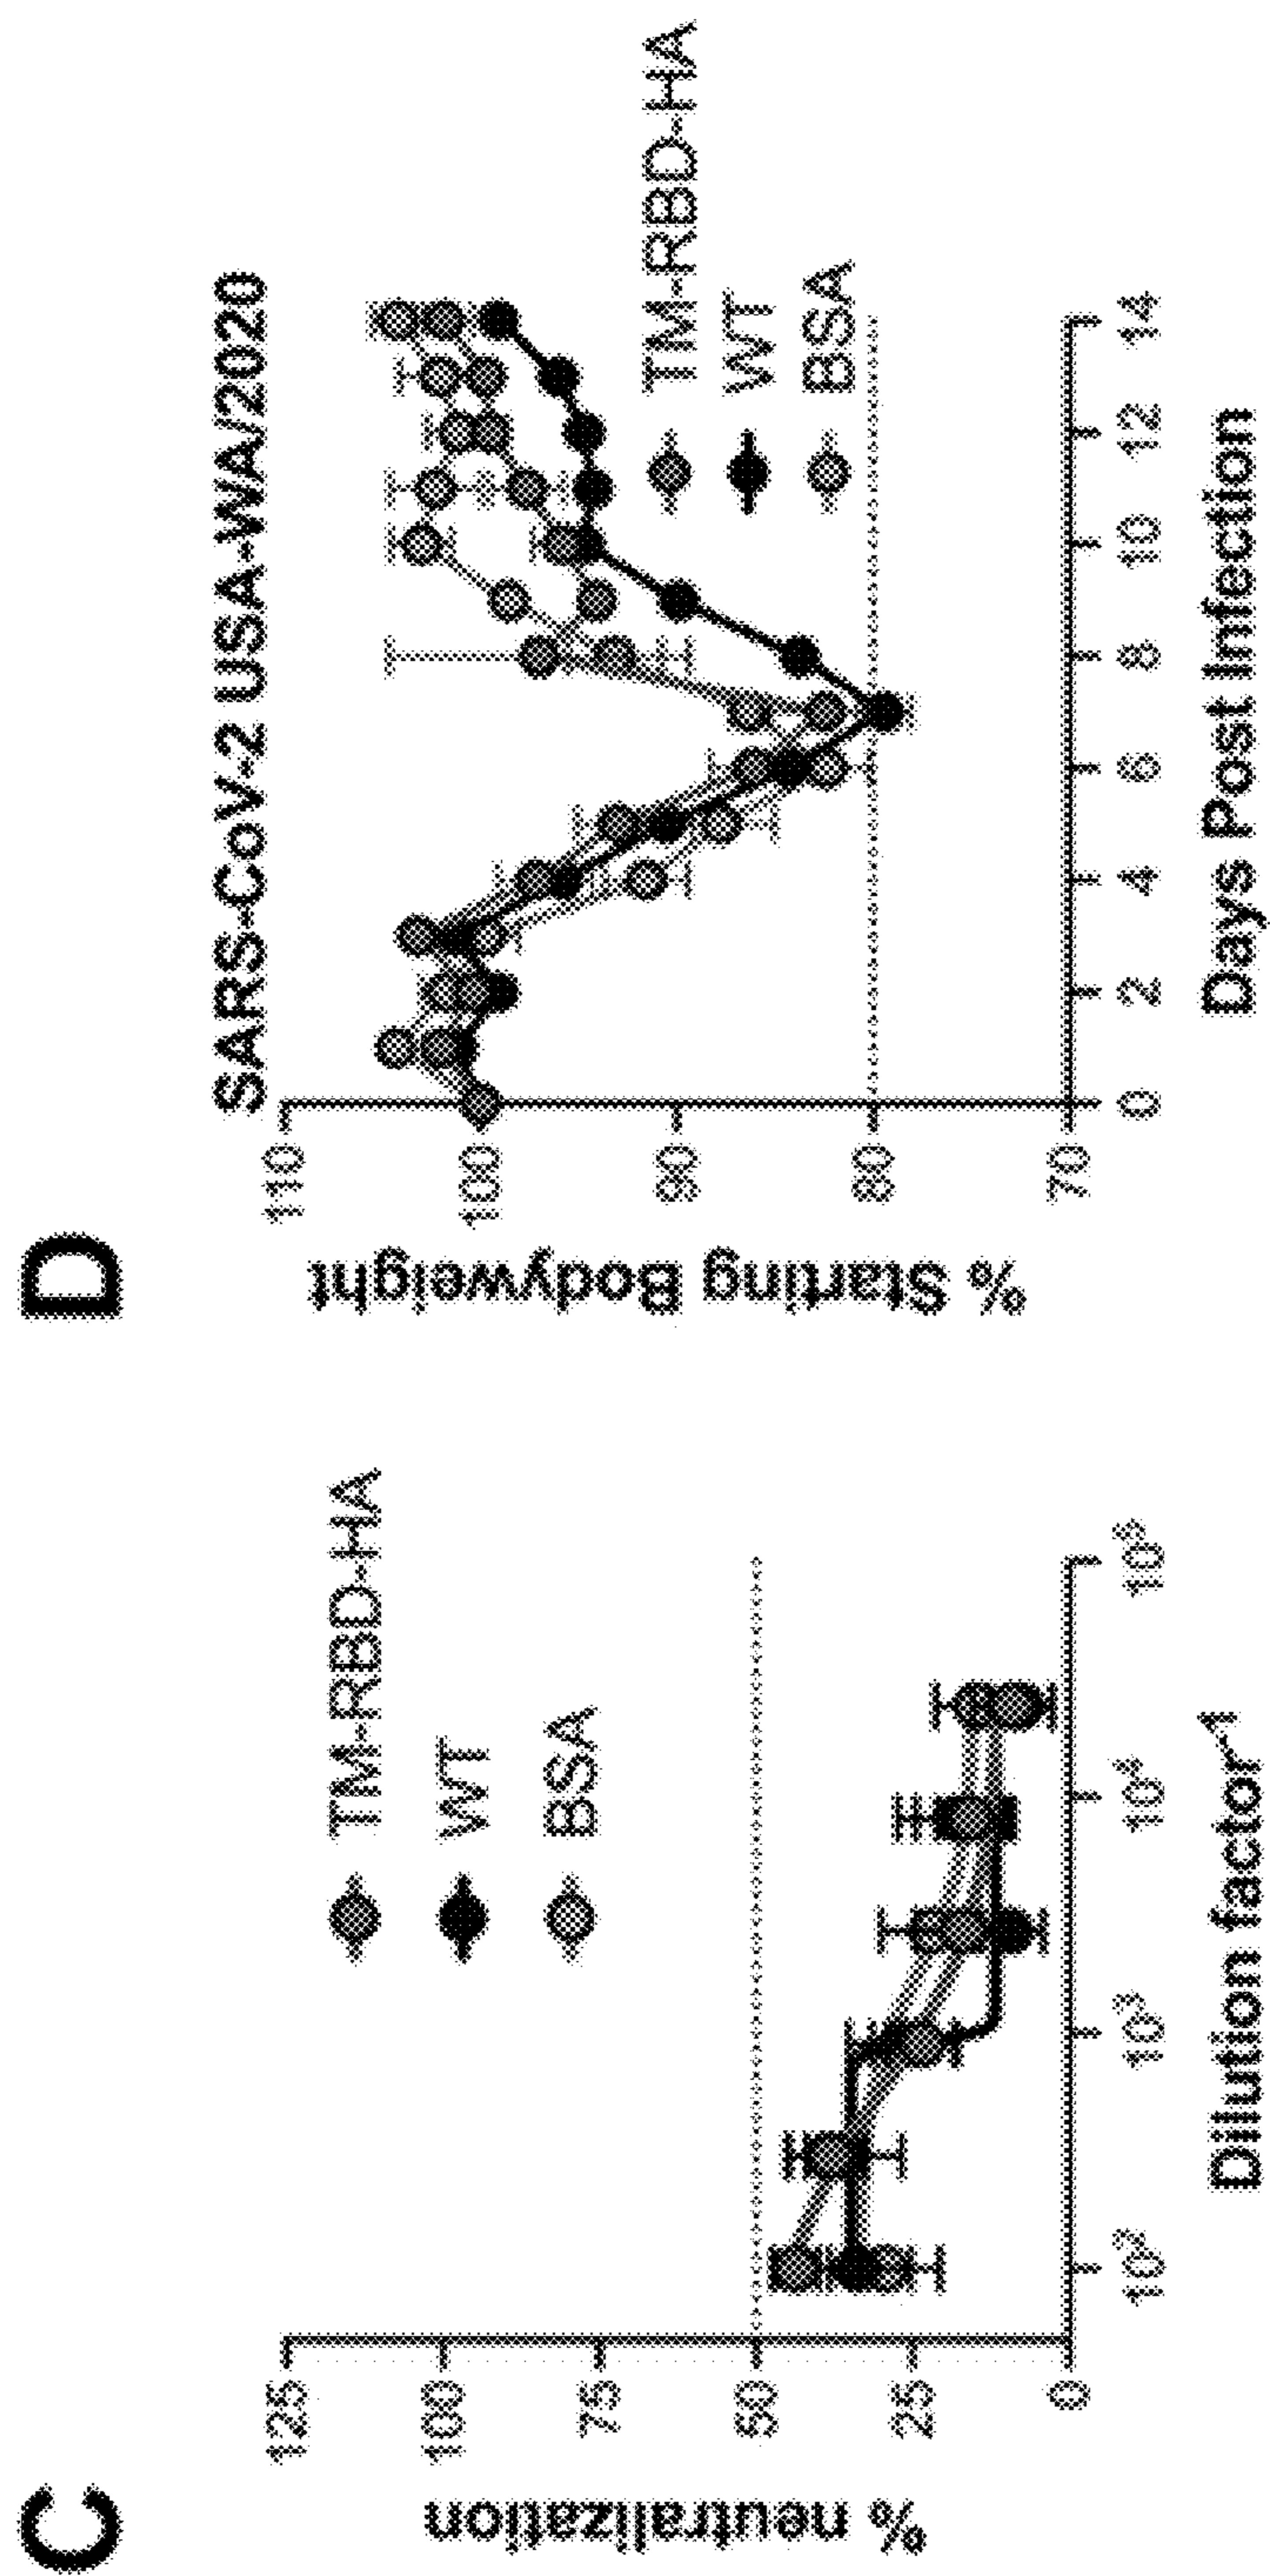 C
% neutralization
125
100
75
50
25
0
10²
10³
10⁴
10⁵
Dilution factor⁻¹
TM-RBD-HA
WT
BSA
D
SARS-CoV-2 USA-WA/2020
% Starting Bodyweight
110
100
90
80
70
0
2
4
6
8
10
12
14
Days Post Infection
TM-RBD-HA
WT
BSA